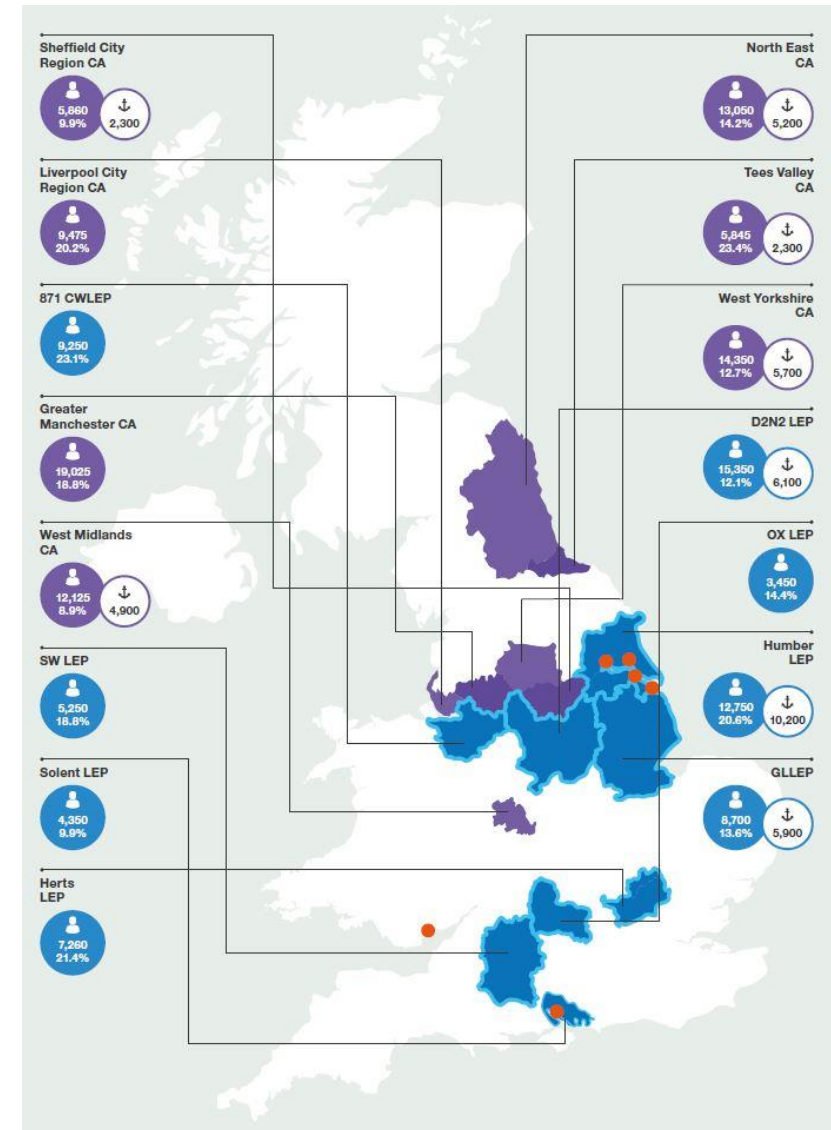 Sheffield City
Region CA
5,860
9.9%
2,300
Liverpool City
Region CA
9,475
20.2%
871 CWLEP
9,250
23.1%
Greater
Manchester CA
19,025
18.8%
West Midlands
CA
12,125
8.9%
4,900
SW LEP
5,250
18.8%
Solent LEP
4,350
9.9%
Herts
LEP
7,260
21.4%
North East
CA
13,050
14.2%
5,200
Tees Valley
CA
5,845
23.4%
2,300
West Yorkshire
CA
14,350
12.7%
5,700
D2N2 LEP
15,350
12.1%
6,100
OX LEP
3,450
14.4%
Humber
LEP
12,750
20.6%
10,200
GLLEP
8,700
13.6%
5,900